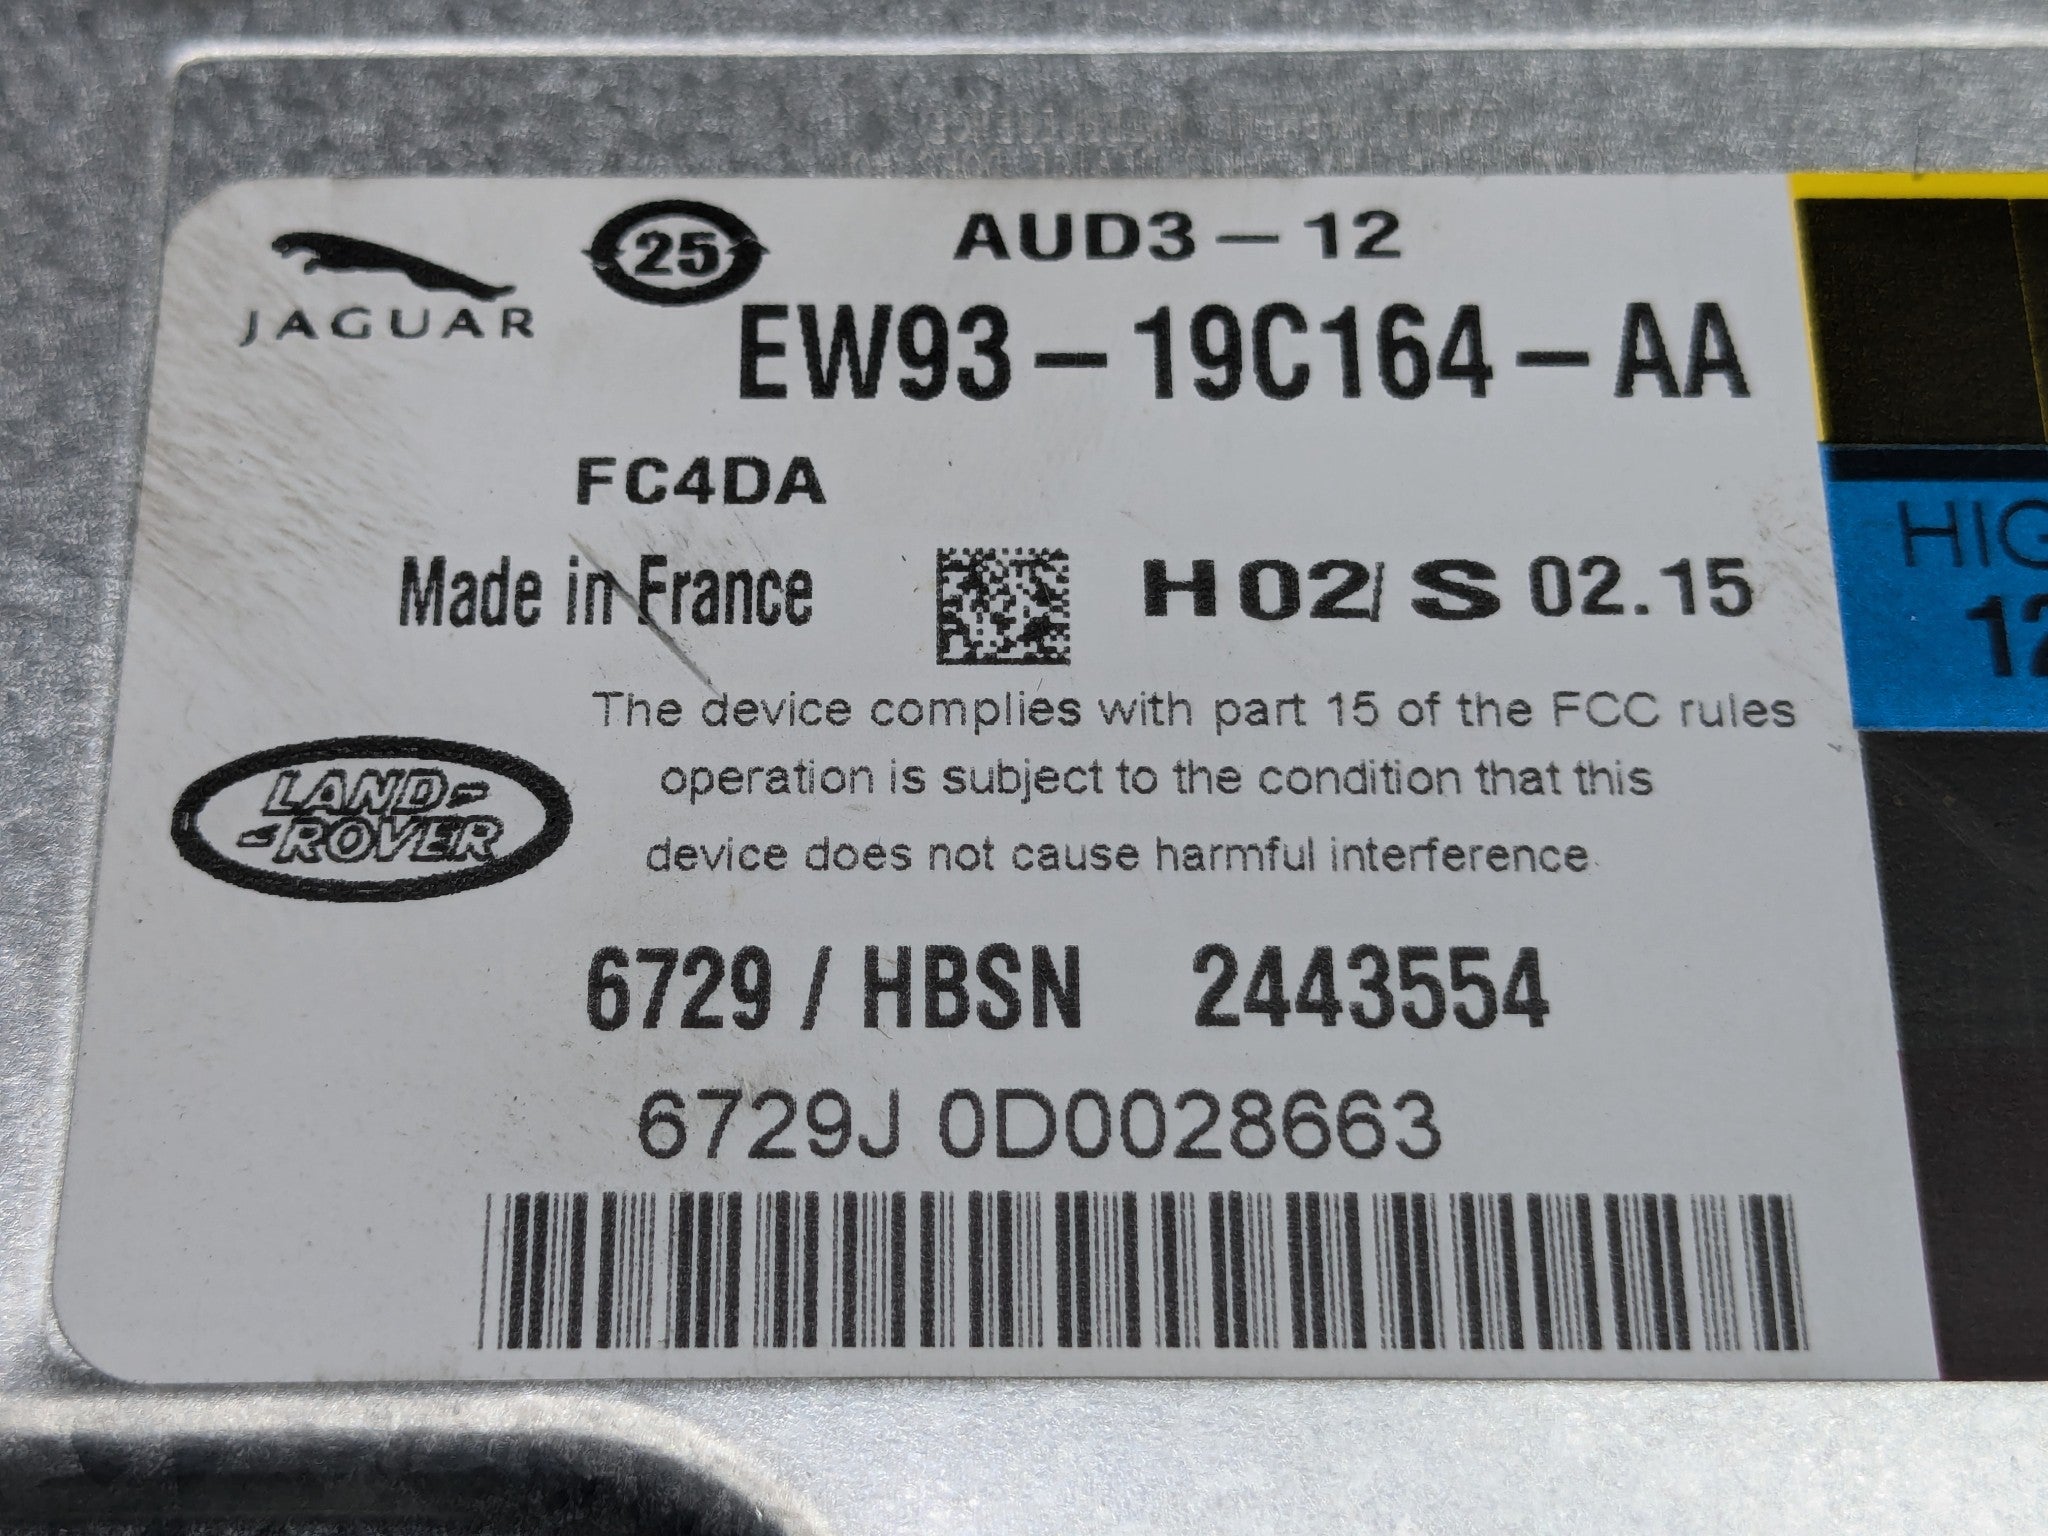 JAGUAR
25
AUD3-12
EW93-19C164-AA
FC4DA
Made in France
H02/S 02.15
HIG
12
The device complies with part 15 of the FCC rules
operation is subject to the condition that this
device does not cause harmful interference
LAND-
-ROVER
6729 / HBSN 2443554
6729J 0D0028663